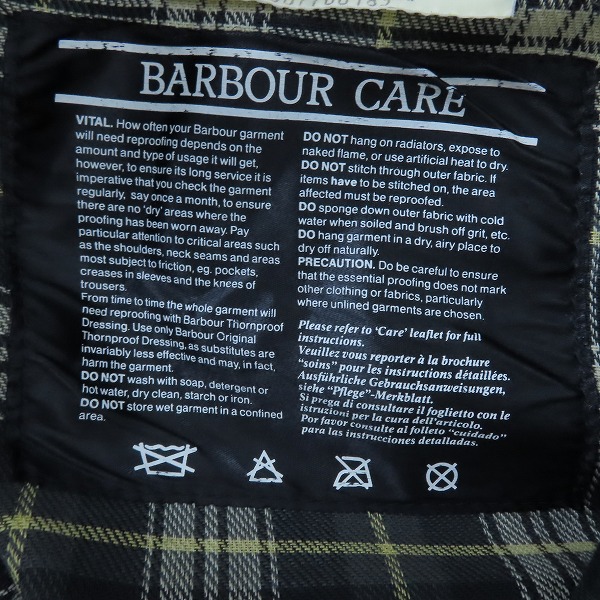 BARBOUR CARE
VITAL. How often your Barbour garment
will need reproofing depends on the
amount and type of usage it will get,
however, to ensure its long service it is
imperative that you check the garment
regularly, say once a month, to ensure
there are no 'dry' areas where the
proofing has been worn away. Pay
particular attention to critical areas such
as the shoulders, neck seams and areas
most subject to friction, eg. pockets,
creases in sleeves and the knees of
trousers.
From time to time the whole garment will
need reproofing with Barbour Thornproof
Dressing. Use only Barbour Original
Thornproof Dressing, as substitutes are
invariably less effective and may, in fact,
harm the garment.
DO NOT wash with soap, detergent or
hot water, dry clean, starch or iron.
DO NOT store wet garment in a confined
area.
DO NOT hang on radiators, expose to
naked flame, or use artificial heat to dry.
DO NOT stitch through outer fabric. If
items have to be stitched on, the area
affected must be reproofed.
DO sponge down outer fabric with cold
water when soiled and brush off grit, etc.
DO hang garment in a dry, airy place to
dry off naturally.
PRECAUTION. Do be careful to ensure
that the essential proofing does not mark
other clothing or fabrics, particularly
where unlined garments are chosen.
Please refer to 'Care' leaflet for full
instructions.
Veuillez vous reporter à la brochure
"soins" pour les instructions détaillées.
Ausführliche Gebrauchsanweisungen,
siehe "Pflege"-Merkblatt.
Si prega di consultare il foglietto con le
istruzioni per la cura dell'articolo.
Por favor consulte al folleto "cuidado"
para las instrucciones detalladas.